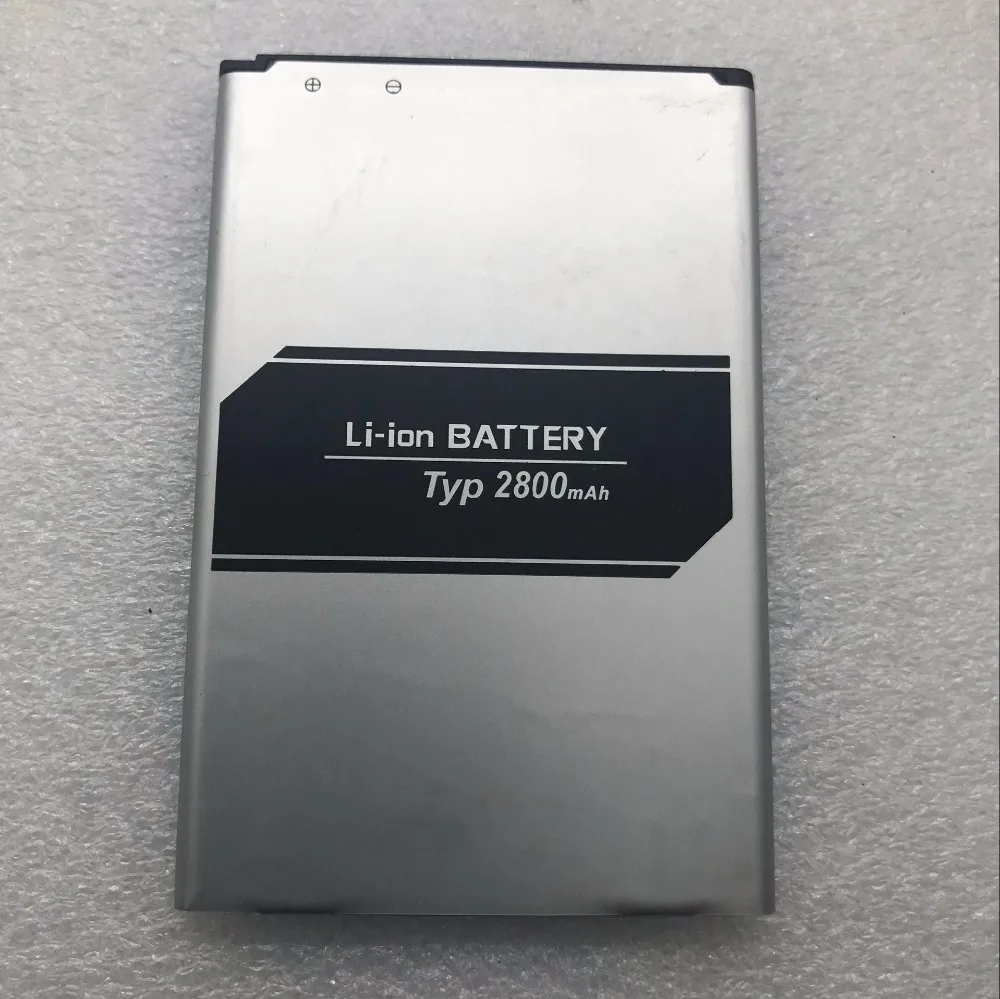 ⊕ ⊖
Li-ion BATTERY
Typ 2800mAh